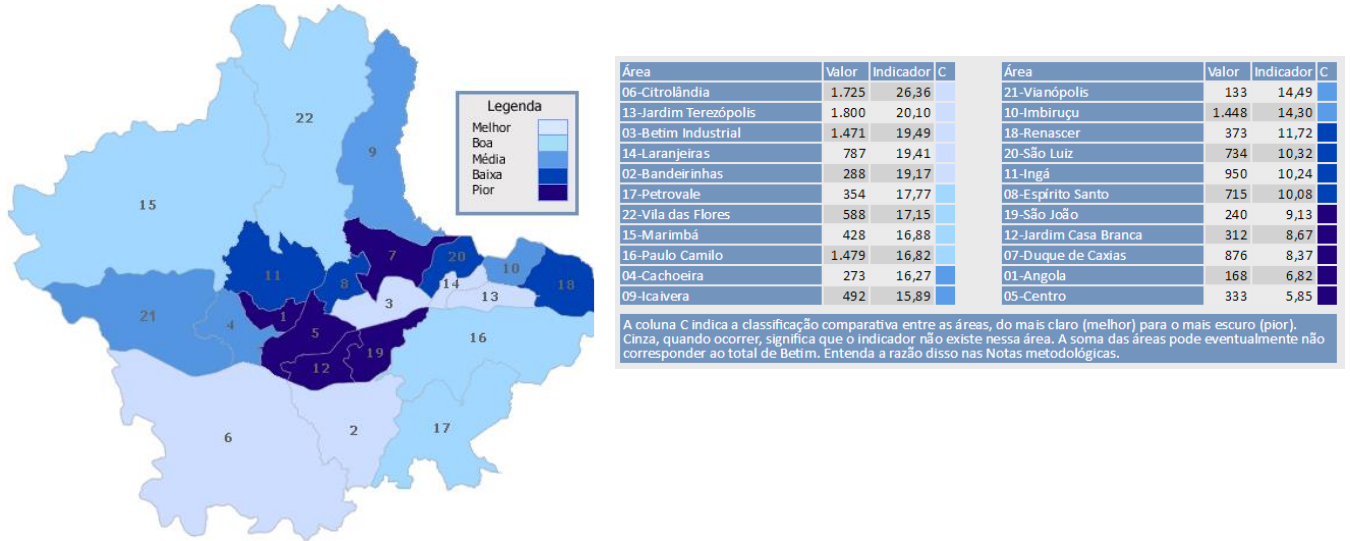 22
9
15
Legenda
Melhor
Boa
Média
Baixa
Pior
7
20
10
18
11
8
14
13
3
21
4
1
5
16
19
12
6
2
17
Área Valor Indicador C
06-Citrolândia 1.725 26,36
13-Jardim Terezópolis 1.800 20,10
03-Betim Industrial 1.471 19,49
14-Laranjeiras 787 19,41
02-Bandeirinhas 288 19,17
17-Petrovale 354 17,77
22-Vila das Flores 588 17,15
15-Marimbá 428 16,88
16-Paulo Camilo 1.479 16,82
04-Cachoeira 273 16,27
09-Icaivera 492 15,89
Área Valor Indicador C
21-Vianópolis 133 14,49
10-Imbiruçu 1.448 14,30
18-Renascer 373 11,72
20-São Luiz 734 10,32
11-Ingá 950 10,24
08-Espírito Santo 715 10,08
19-São João 240 9,13
12-Jardim Casa Branca 312 8,67
07-Duque de Caxias 876 8,37
01-Angola 168 6,82
05-Centro 333 5,85
A coluna C indica a classificação comparativa entre as áreas, do mais claro (melhor) para o mais escuro (pior).
Cinza, quando ocorrer, significa que o indicador não existe nessa área. A soma das áreas pode eventualmente não
corresponder ao total de Betim. Entenda a razão disso nas Notas metodológicas.